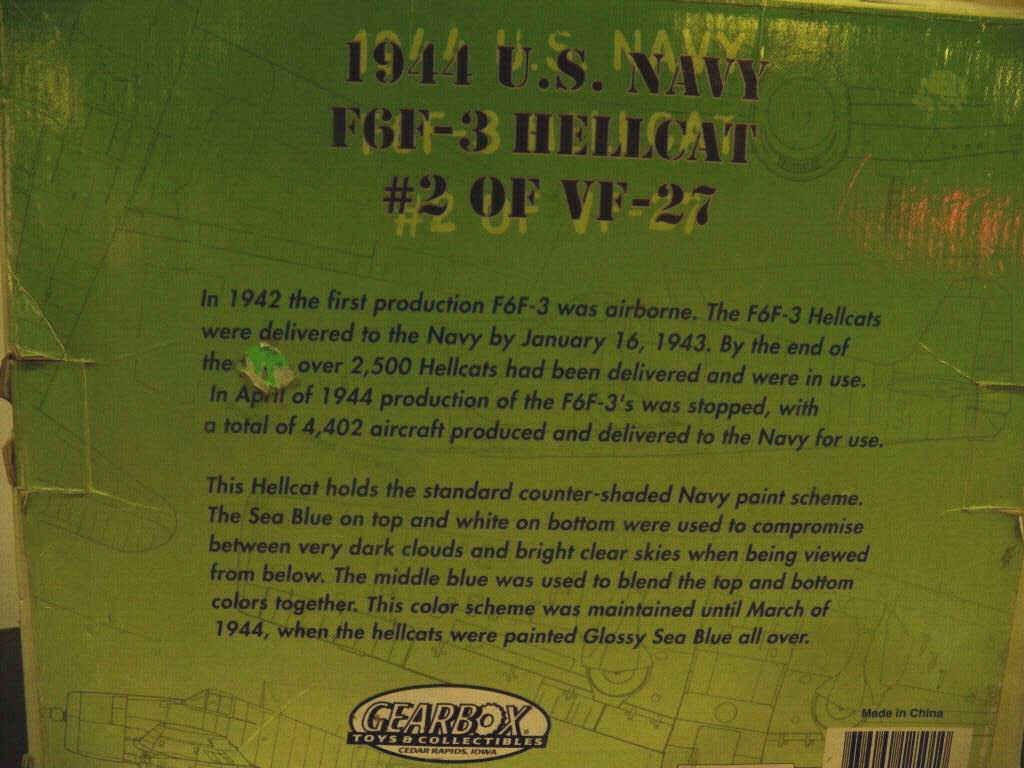 1944 U.S. NAVY
F6F-3 HELLCAT
#2 OF VF-27
In 1942 the first production F6F-3 was airborne. The F6F-3 Hellcats
were delivered to the Navy by January 16, 1943. By the end of
the over 2,500 Hellcats had been delivered and were in use.
In April of 1944 production of the F6F-3's was stopped, with
a total of 4,402 aircraft produced and delivered to the Navy for use.
This Hellcat holds the standard counter-shaded Navy paint scheme.
The Sea Blue on top and white on bottom were used to compromise
between very dark clouds and bright clear skies when being viewed
from below. The middle blue was used to blend the top and bottom
colors together. This color scheme was maintained until March of
1944, when the hellcats were painted Glossy Sea Blue all over.
GEARBOX
TOYS & COLLECTIBLES
CEDAR RAPIDS, IOWA
Made in China